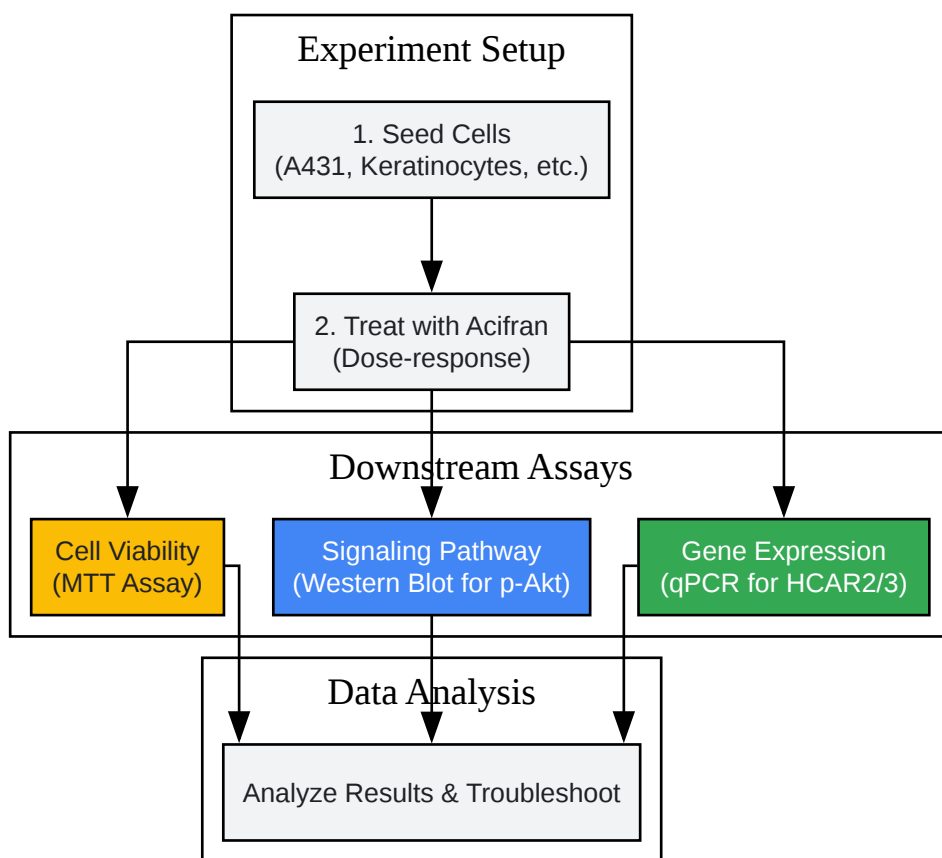 Experiment Setup
1. Seed Cells
(A431, Keratinocytes, etc.)
2. Treat with Acifran
(Dose-response)
Downstream Assays
Cell Viability
(MTT Assay)
Signaling Pathway
(Western Blot for p-Akt)
Gene Expression
(qPCR for HCAR2/3)
Data Analysis
Analyze Results & Troubleshoot